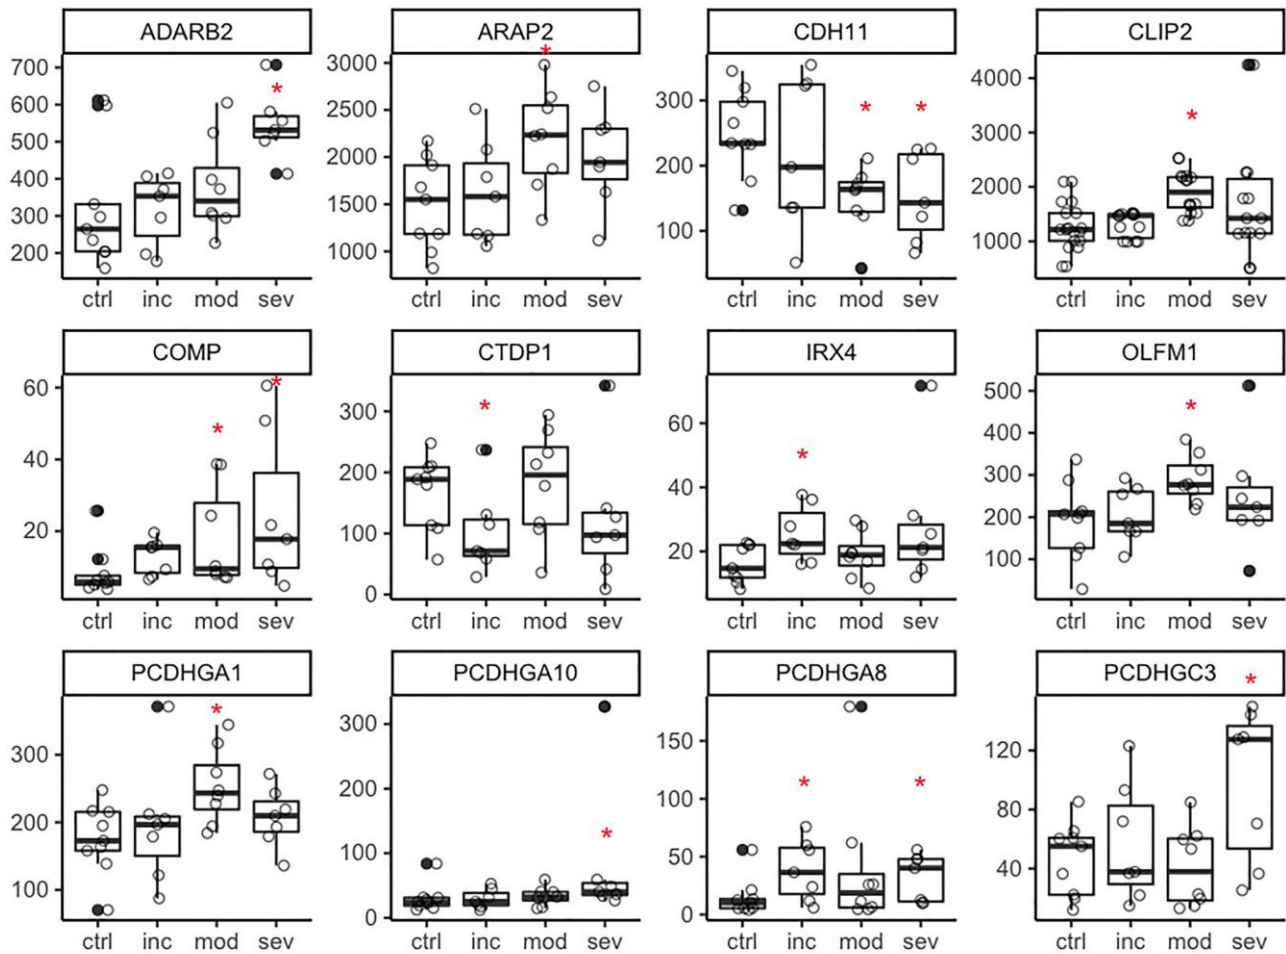 ADARB2 ARAP2 CDH11 CLIP2
700 600 500 400 300 200
3000 2500 2000 1500 1000
300 200 100
4000 3000 2000 1000
* * * * *
ctrl inc mod sev ctrl inc mod sev ctrl inc mod sev ctrl inc mod sev
COMP CTDP1 IRX4 OLFM1
60 40 20
300 200 100 0
60 40 20
500 400 300 200 100
* * * * *
ctrl inc mod sev ctrl inc mod sev ctrl inc mod sev ctrl inc mod sev
PCDHGA1 PCDHGA10 PCDHGA8 PCDHGC3
300 200 100
300 200 100 0
150 100 50 0
120 80 40
* * * * *
ctrl inc mod sev ctrl inc mod sev ctrl inc mod sev ctrl inc mod sev